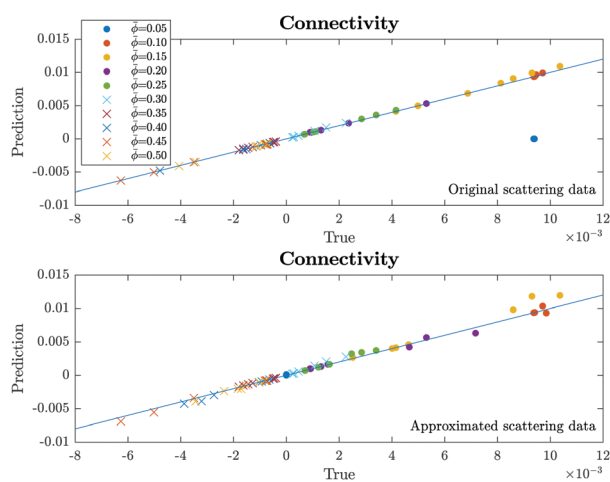 Connectivity
0.015
0.01
0.005
0
-0.005
-0.01
Prediction
ϕ̄=0.05
ϕ̄=0.10
ϕ̄=0.15
ϕ̄=0.20
ϕ̄=0.25
ϕ̄=0.30
ϕ̄=0.35
ϕ̄=0.40
ϕ̄=0.45
ϕ̄=0.50
Original scattering data
-8 -6 -4 -2 0 2 4 6 8 10 12
True
×10⁻³
Connectivity
0.015
0.01
0.005
0
-0.005
-0.01
Prediction
Approximated scattering data
-8 -6 -4 -2 0 2 4 6 8 10 12
True
×10⁻³